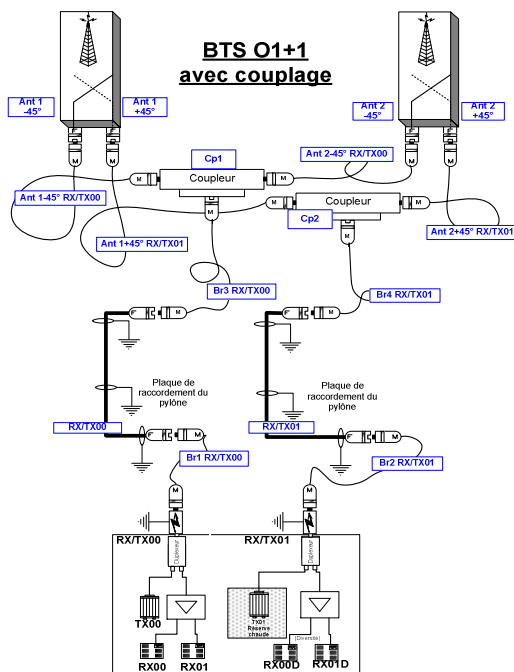 BTS O1+1
avec couplage
Ant 1
-45°
Ant 1
+45°
Ant 2
-45°
Ant 2
+45°
Cp1
Coupleur
M
M
M
M
M
M
Ant 2-45° RX/TX00
Ant 1-45° RX/TX00
Coupleur
M
M
M
M
Cp2
Ant 1+45° RX/TX01
Ant 2+45° RX/TX01
Br3 RX/TX00
Br4 RX/TX01
F
M
F
M
Plaque de
raccordement du
pylône
Plaque de
raccordement du
pylône
RX/TX00
RX/TX01
F
M
F
M
Br1 RX/TX00
Br2 RX/TX01
M
M
RX/TX00
RX/TX01
Duplexeur
Duplexeur
TX00
TX01
Réserve
chaude
(Diversité)
RX00
RX01
RX00D
RX01D